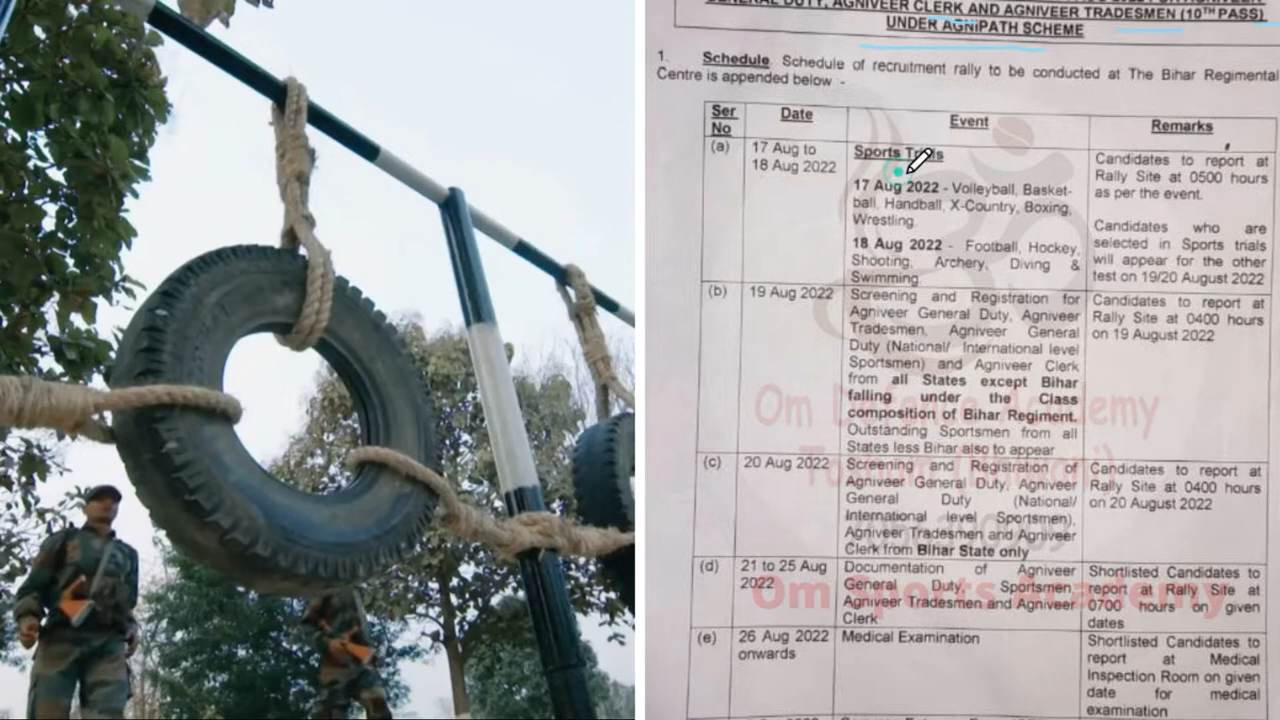 GENERAL DUTY, AGNIVEER CLERK AND AGNIVEER TRADESMEN (10TH PASS)
UNDER AGNIPATH SCHEME
1. Schedule. Schedule of recruitment rally to be conducted at The Bihar Regimental
Centre is appended below :-
Ser
No
Date
Event
Remarks
(a)
17 Aug to
18 Aug 2022
Sports Trials
17 Aug 2022 - Volleyball, Basket-
ball, Handball, X-Country, Boxing,
Wrestling.
18 Aug 2022 - Football, Hockey,
Shooting, Archery, Diving &
Swimming.
Candidates to report at
Rally Site at 0500 hours
as per the event.
Candidates who are
selected in Sports trials
will appear for the other
test on 19/20 August 2022
(b)
19 Aug 2022
Screening and Registration for
Agniveer General Duty, Agniveer
Tradesmen, Agniveer General
Duty (National/ International level
Sportsmen) and Agniveer Clerk
from all States except Bihar
falling under the Class
composition of Bihar Regiment.
Outstanding Sportsmen from all
States less Bihar also to appear
Candidates to report at
Rally Site at 0400 hours
on 19 August 2022
(c)
20 Aug 2022
Screening and Registration of
Agniveer General Duty, Agniveer
General Duty (National/
International level Sportsmen),
Agniveer Tradesmen and Agniveer
Clerk from Bihar State only
Candidates to report at
Rally Site at 0400 hours
on 20 August 2022
(d)
21 to 25 Aug
2022
Documentation of Agniveer
General Duty, Sportsmen,
Agniveer Tradesmen and Agniveer
Clerk
Shortlisted Candidates to
report at Rally Site at
0700 hours on given
dates
(e)
26 Aug 2022
onwards
Medical Examination
Shortlisted Candidates to
report at Medical
Inspection Room on given
date for medical
examination
Om Defence Academy
Om Sports Academy